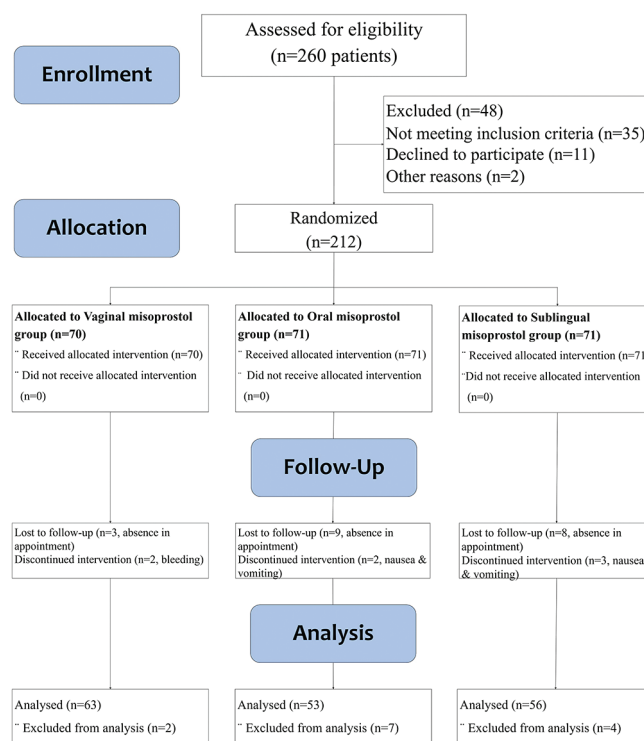 Assessed for eligibility
(n=260 patients)
Enrollment
Excluded (n=48)
Not meeting inclusion criteria (n=35)
Declined to participate (n=11)
Other reasons (n=2)
Allocation
Randomized
(n=212)
Allocated to Vaginal misoprostol
group (n=70)
¨ Received allocated intervention (n=70)
¨ Did not receive allocated intervention
(n=0)
Allocated to Oral misoprostol
group (n=71)
¨ Received allocated intervention (n=71)
¨ Did not receive allocated intervention
(n=0)
Allocated to Sublingual
misoprostol group (n=71)
¨ Received allocated intervention (n=71
¨Did not receive allocated intervention
(n=0)
Follow-Up
Lost to follow-up (n=3, absence in
appointment)
Discontinued intervention (n=2, bleeding)
Lost to follow-up (n=9, absence in
appointment)
Discontinued intervention (n=2, nausea &
vomiting)
Lost to follow-up (n=8, absence in
appointment)
Discontinued intervention (n=3, nausea
& vomiting)
Analysis
Analysed (n=63)
¨ Excluded from analysis (n=2)
Analysed (n=53)
¨ Excluded from analysis (n=7)
Analysed (n=56)
¨ Excluded from analysis (n=4)